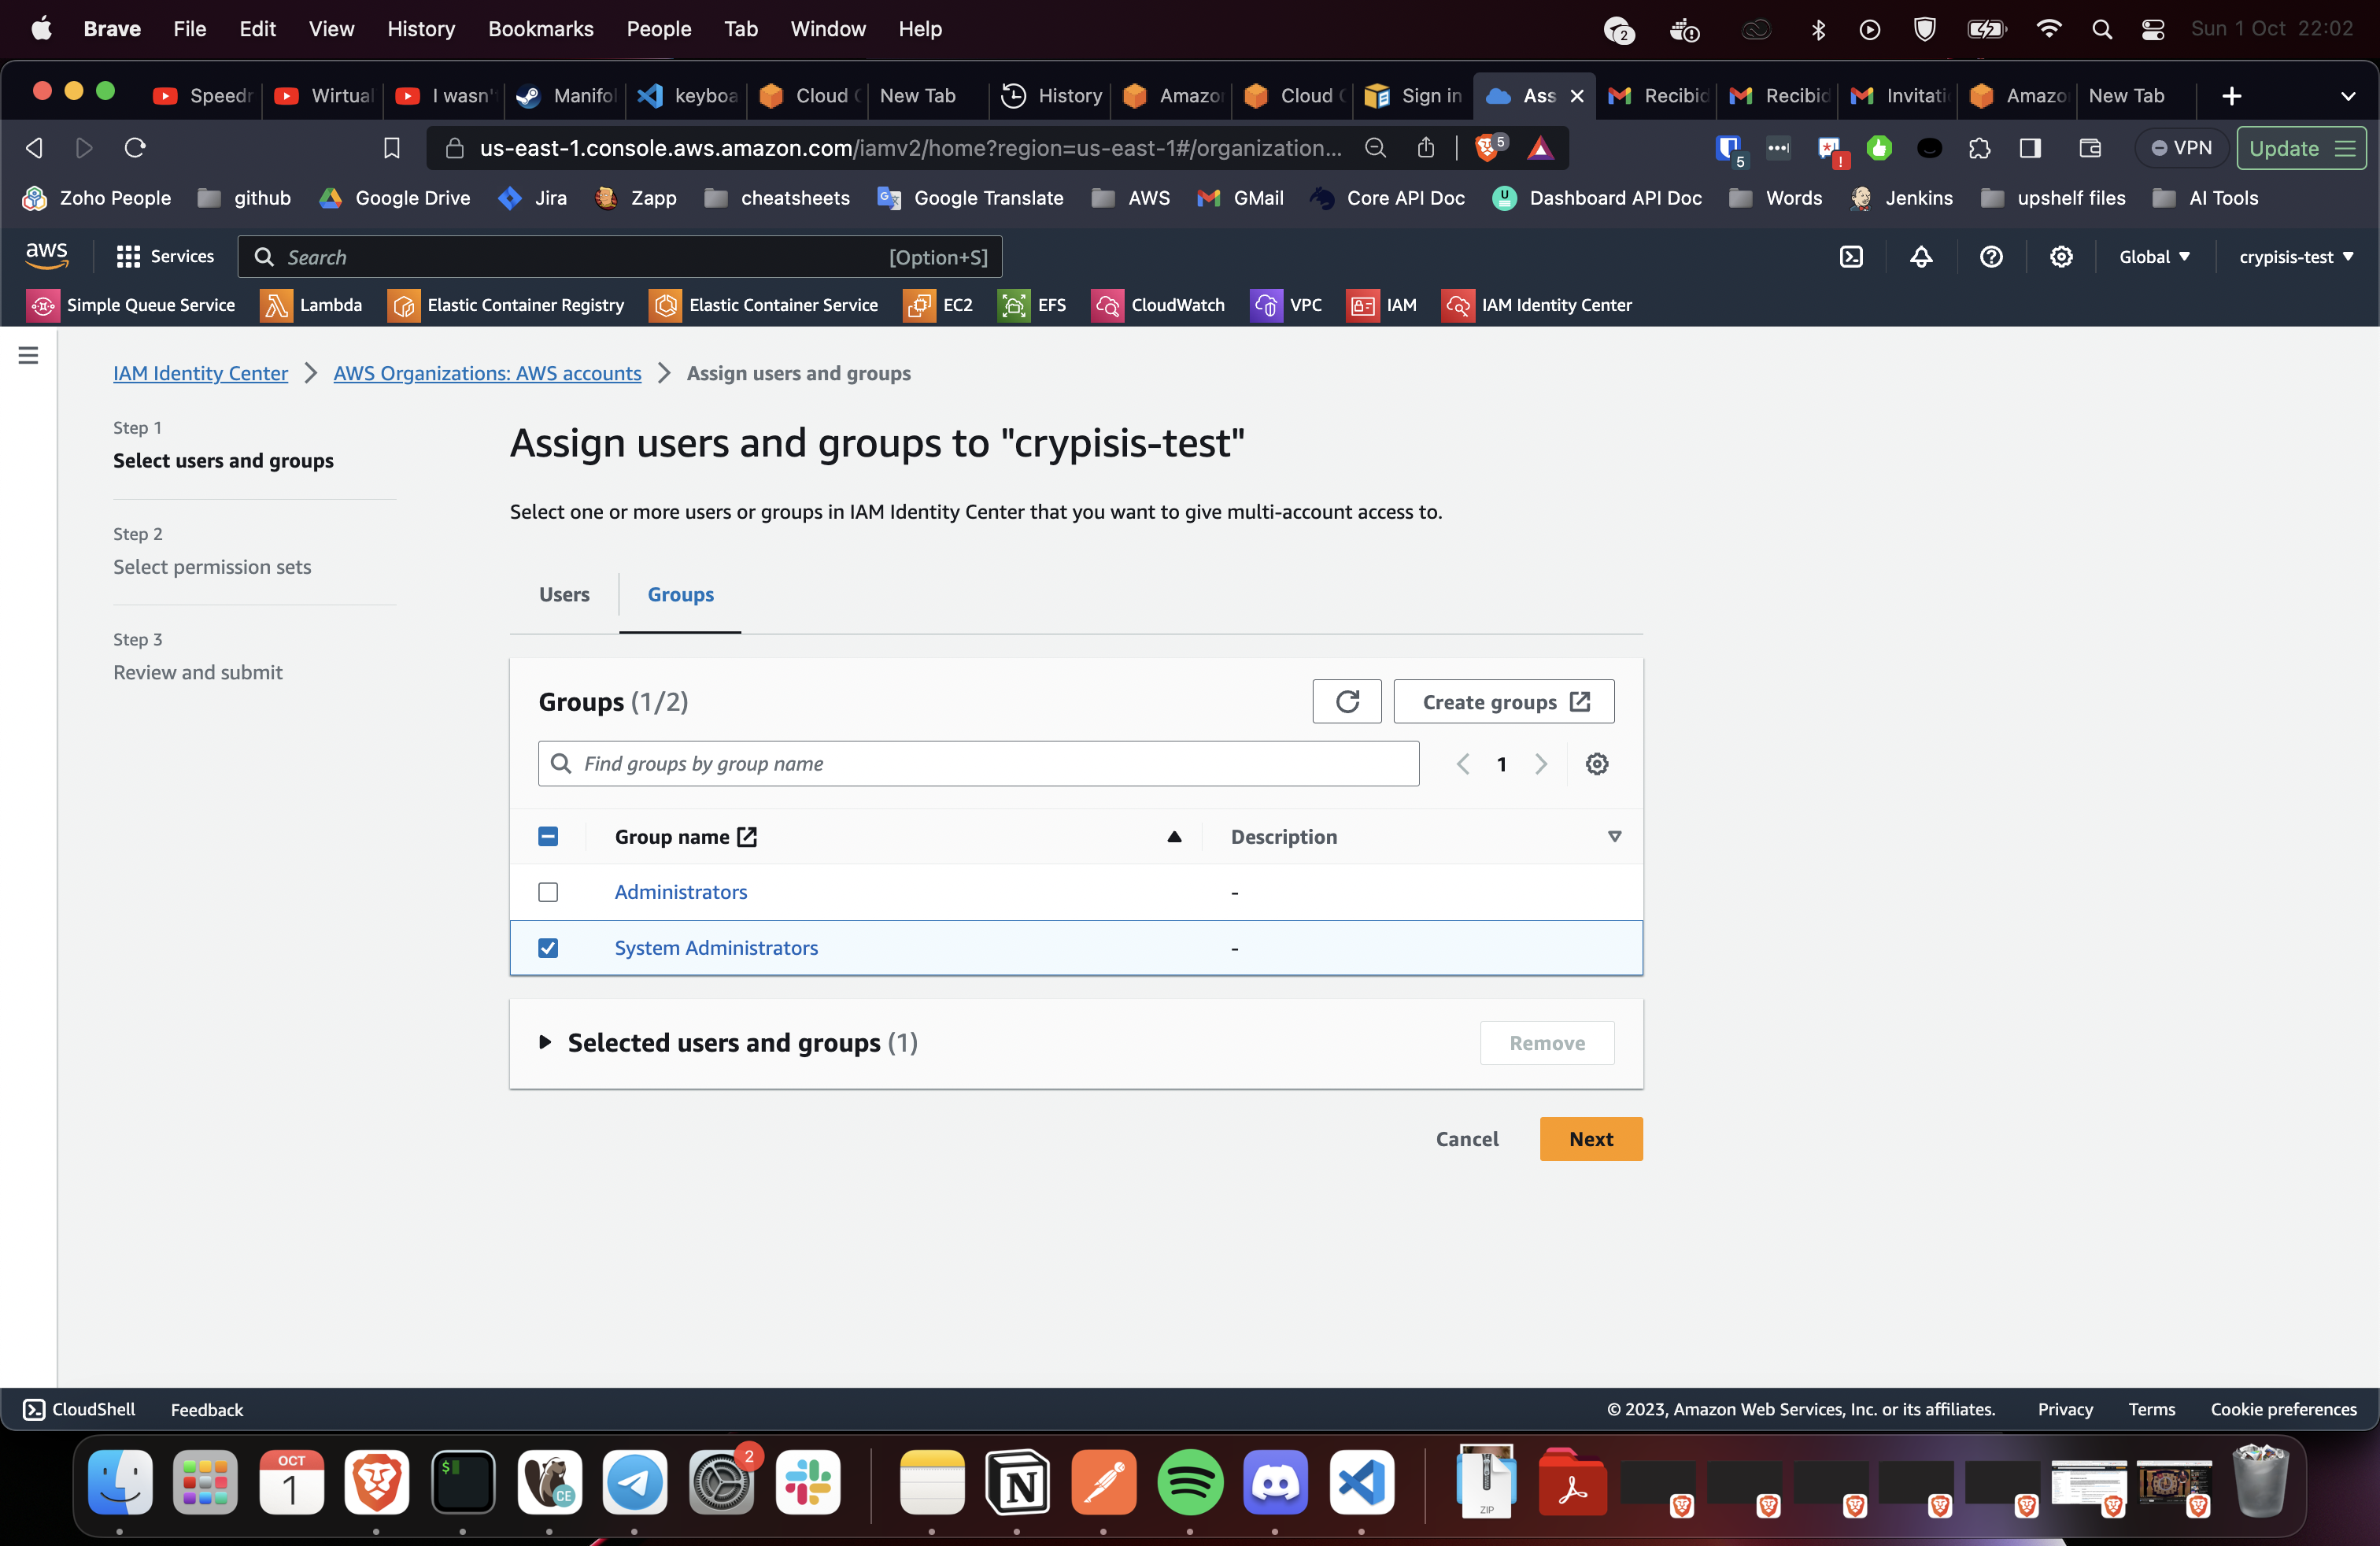 Brave File Edit View History Bookmarks People Tab Window Help 2 Sun 1 Oct 22:02
Speedr Wirtual I wasn' Manifol keyboa Cloud New Tab History Amazon Cloud Sign in Ass Recibid Recibid Invitati Amazo New Tab
us-east-1.console.aws.amazon.com/iamv2/home?region=us-east-1#/organization... 5 5 ! VPN Update
Zoho People github Google Drive Jira Zapp cheatsheets Google Translate AWS GMail Core API Doc Dashboard API Doc Words Jenkins upshelf files AI Tools
aws Services Search [Option+S] Global crypisis-test
Simple Queue Service Lambda Elastic Container Registry Elastic Container Service EC2 EFS CloudWatch VPC IAM IAM Identity Center
IAM Identity Center AWS Organizations: AWS accounts Assign users and groups
Step 1
Select users and groups
Step 2
Select permission sets
Step 3
Review and submit
Assign users and groups to "crypisis-test"
Select one or more users or groups in IAM Identity Center that you want to give multi-account access to.
Users Groups
Groups (1/2) Create groups
Find groups by group name 1
Group name Description
Administrators -
System Administrators -
Selected users and groups (1) Remove
Cancel Next
CloudShell Feedback © 2023, Amazon Web Services, Inc. or its affiliates. Privacy Terms Cookie preferences
OCT
1
$
CE
2
ZIP